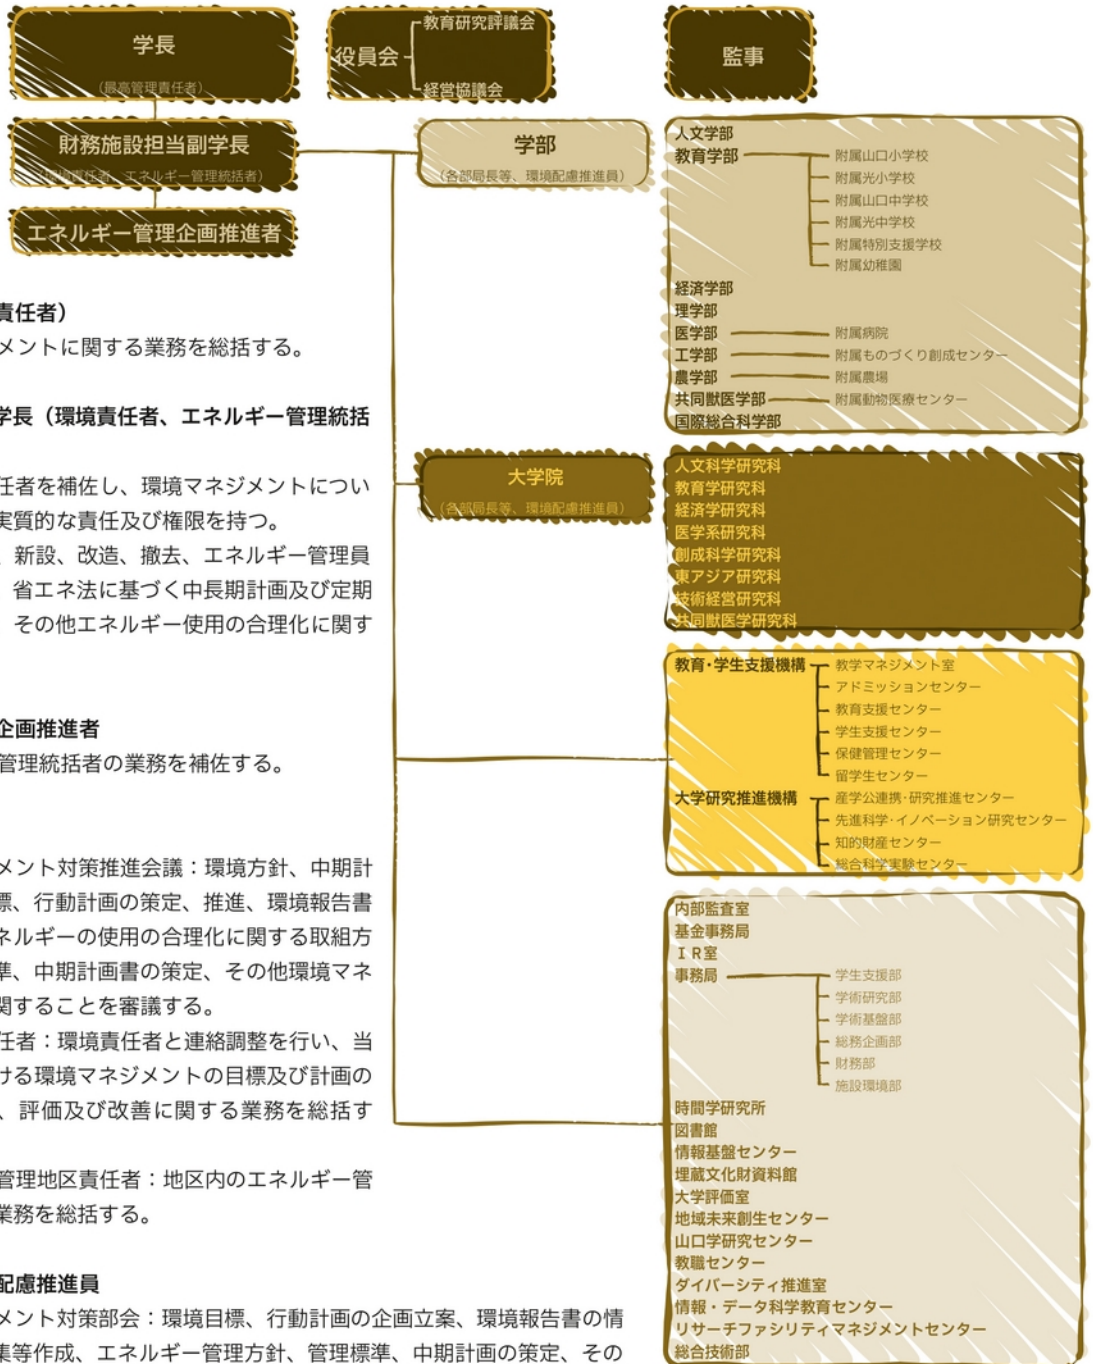 学長
（最高管理責任者）
役員会
教育研究評議会
経営協議会
監事
財務施設担当副学長
（環境責任者、エネルギー管理統括者）
エネルギー管理企画推進者
学部
（各部局長等、環境配慮推進員）
人文学部
教育学部
附属山口小学校
附属光小学校
附属山口中学校
附属光中学校
附属特別支援学校
附属幼稚園
経済学部
理学部
医学部 附属病院
工学部 附属ものづくり創成センター
農学部 附属農場
共同獣医学部 附属動物医療センター
国際総合科学部
大学院
（各部局長等、環境配慮推進員）
人文科学研究科
教育学研究科
経済学研究科
医学系研究科
創成科学研究科
東アジア研究科
技術経営研究科
共同獣医学研究科
教育・学生支援機構
教学マネジメント室
アドミッションセンター
教育支援センター
学生支援センター
保健管理センター
留学生センター
大学研究推進機構
産学公連携・研究推進センター
先進科学・イノベーション研究センター
知的財産センター
総合科学実験センター
内部監査室
基金事務局
ＩＲ室
事務局
学生支援部
学術研究部
学術基盤部
総務企画部
財務部
施設環境部
時間学研究所
図書館
情報基盤センター
埋蔵文化財資料館
大学評価室
地域未来創生センター
山口学研究センター
教職センター
ダイバーシティ推進室
情報・データ科学教育センター
リサーチファシリティマネジメントセンター
総合技術部
責任者）
メントに関する業務を総括する。
学長（環境責任者、エネルギー管理統括
任者を補佐し、環境マネジメントについ
実質的な責任及び権限を持つ。
、新設、改造、撤去、エネルギー管理員
、省エネ法に基づく中長期計画及び定期
、その他エネルギー使用の合理化に関す
企画推進者
管理統括者の業務を補佐する。
メント対策推進会議：環境方針、中期計
標、行動計画の策定、推進、環境報告書
ネルギーの使用の合理化に関する取組方
準、中期計画書の策定、その他環境マネ
関することを審議する。
任者：環境責任者と連絡調整を行い、当
ける環境マネジメントの目標及び計画の
、評価及び改善に関する業務を総括す
管理地区責任者：地区内のエネルギー管
業務を総括する。
配慮推進員
メント対策部会：環境目標、行動計画の企画立案、環境報告書の情
集等作成、エネルギー管理方針、管理標準、中期計画の策定、その